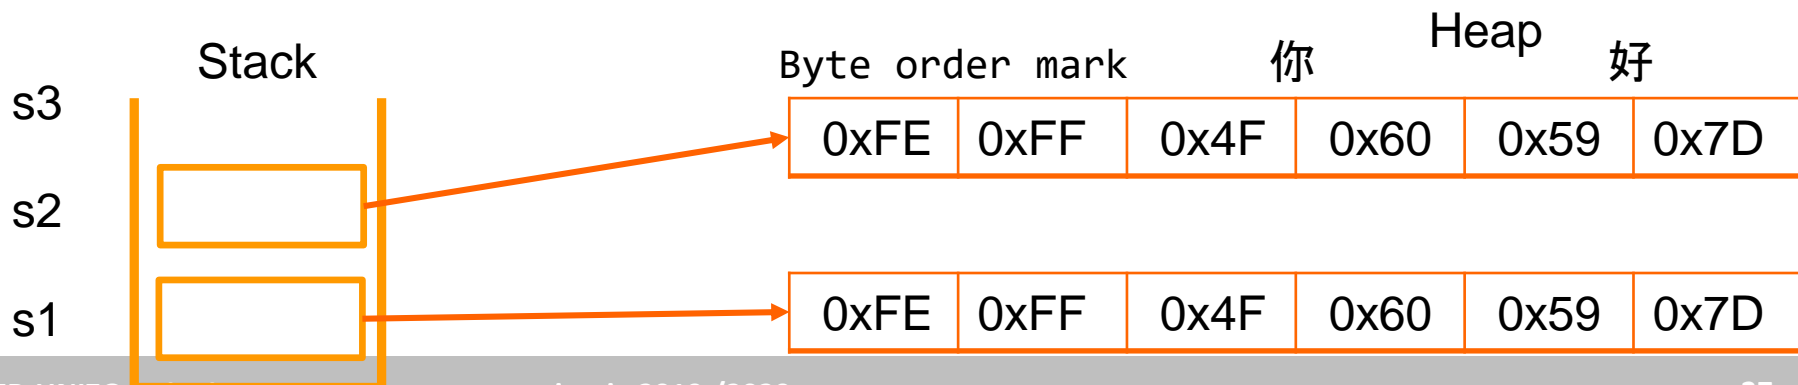 Heap
Stack
Byte order mark 你 好
s3
0xFE 0xFF 0x4F 0x60 0x59 0x7D
s2
s1
0xFE 0xFF 0x4F 0x60 0x59 0x7D